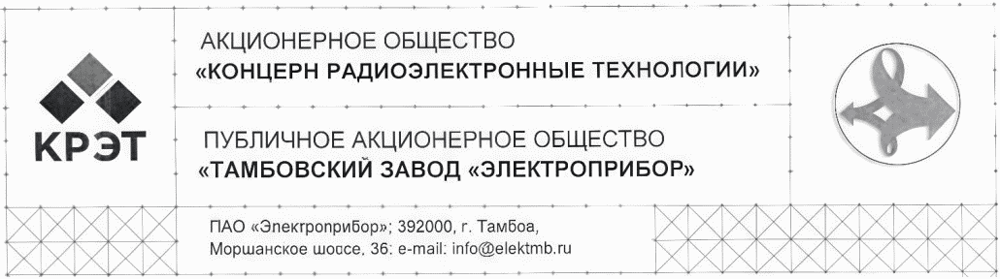 КРЭТ
АКЦИОНЕРНОЕ ОБЩЕСТВО
«КОНЦЕРН РАДИОЭЛЕКТРОННЫЕ ТЕХНОЛОГИИ»
ПУБЛИЧНОЕ АКЦИОНЕРНОЕ ОБЩЕСТВО
«ТАМБОВСКИЙ ЗАВОД «ЭЛЕКТРОПРИБОР»
ПАО «Электроприбор»; 392000, г. Тамбов,
Моршанское шоссе, 36; e-mail: info@elektmb.ru